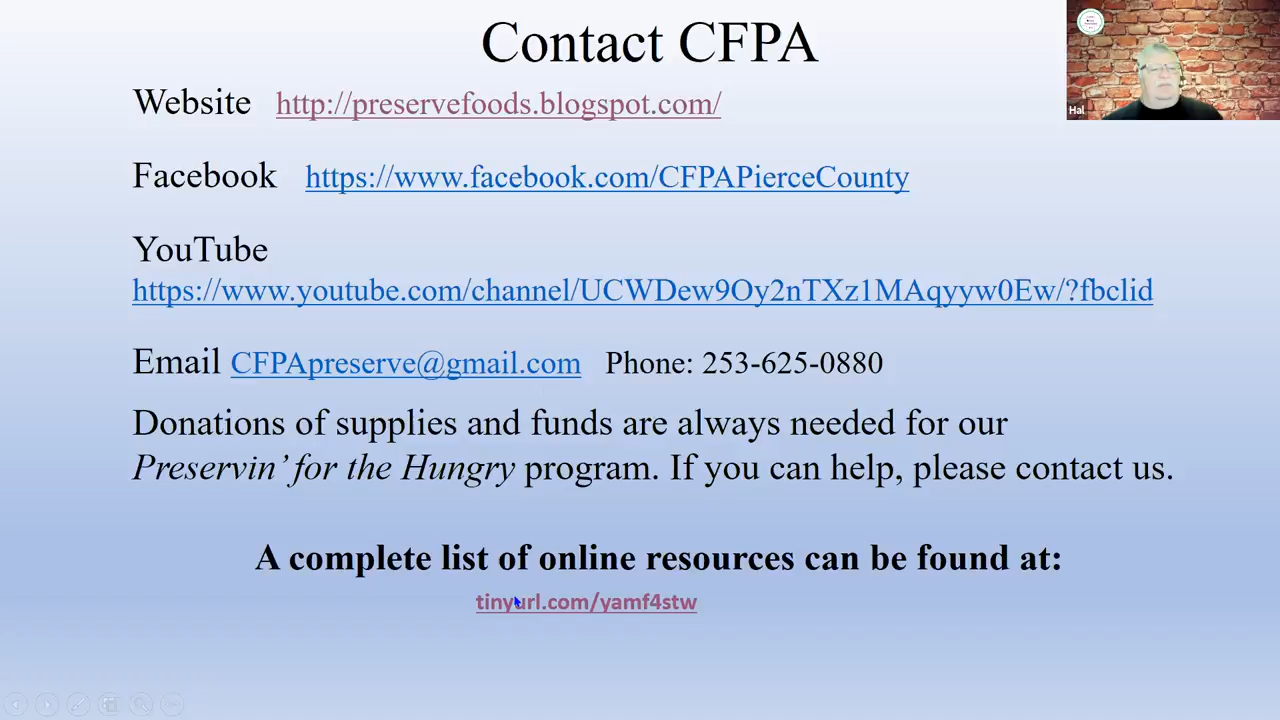 Contact CFPA
Website http://preservefoods.blogspot.com/
Facebook https://www.facebook.com/CFPAPierceCounty
YouTube
https://www.youtube.com/channel/UCWDew9Oy2nTXz1MAqyyw0Ew/?fbclid
Email CFPApreserve@gmail.com Phone: 253-625-0880
Donations of supplies and funds are always needed for our
Preservin’ for the Hungry program. If you can help, please contact us.
A complete list of online resources can be found at:
tinyurl.com/yamf4stw
Hal